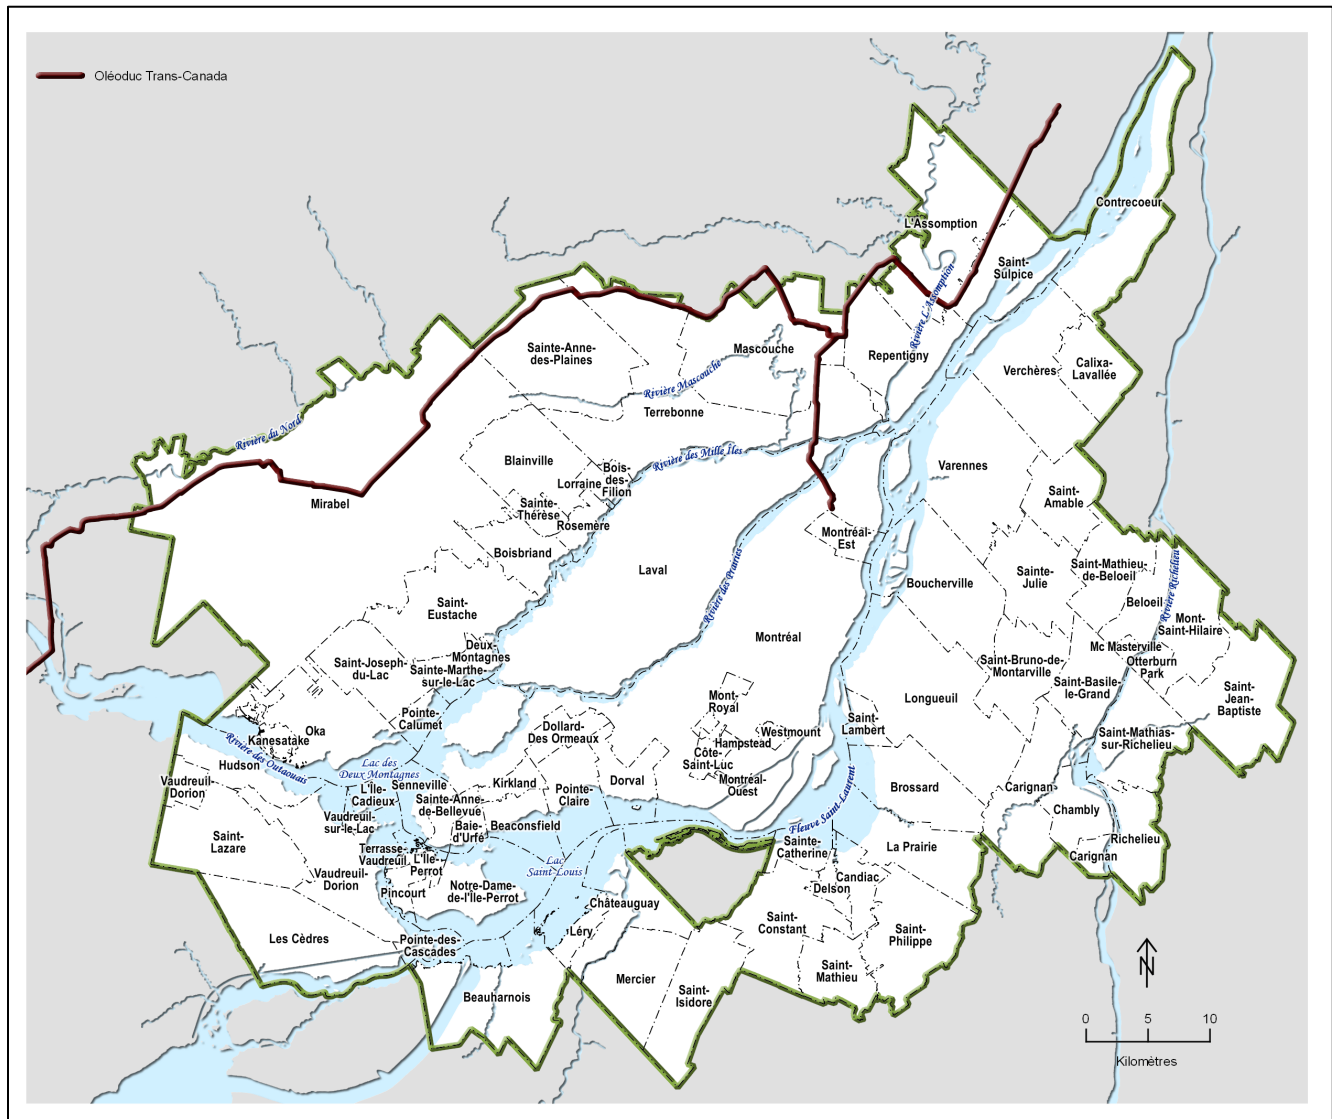 Oléoduc Trans-Canada
Contrecoeur
L'Assomption
Saint-
Sulpice
Rivière L'Assomption
Sainte-Anne-
des-Plaines
Mascouche
Repentigny
Verchères
Calixa-
Lavallée
Rivière Mascouche
Terrebonne
Rivière du Nord
Rivière des Mille Îles
Blainville
Bois-
des-
Filion
Lorraine
Varennes
Mirabel
Sainte-
Thérèse
Rosemère
Saint-
Amable
Boisbriand
Montréal-
Est
Laval
Rivière des Prairies
Boucherville
Sainte-
Julie
Saint-Mathieu-
de-Beloeil
Rivière Richelieu
Beloeil
Saint-
Eustache
Mont-
Saint-Hilaire
Deux
Montagnes
Montréal
Mc Masterville
Saint-Joseph-
du-Lac
Sainte-Marthe-
sur-le-Lac
Saint-Bruno-de-
Montarville
Otterburn
Park
Saint-Basile-
le-Grand
Saint-
Jean-
Baptiste
Mont-
Royal
Longueuil
Pointe-
Calumet
Saint-
Lambert
Dollard-
Des Ormeaux
Oka
Kanesatake
Westmount
Hampstead
Saint-Mathias-
sur-Richelieu
Rivière des Outaouais
Hudson
Côte-
Saint-Luc
Lac des
Deux Montagnes
Montréal-
Ouest
Vaudreuil-
Dorion
L'Île-
Cadieux
Senneville
Kirkland
Pointe-
Claire
Dorval
Brossard
Carignan
Sainte-Anne-
de-Bellevue
Vaudreuil-
sur-le-Lac
Baie-
d'Urfé
Beaconsfield
Fleuve Saint-Laurent
Chambly
Saint-
Lazare
Terrasse-
Vaudreuil
L'Île-
Perrot
Sainte-
Catherine
La Prairie
Richelieu
Carignan
Lac
Saint-Louis
Vaudreuil-
Dorion
Pincourt
Notre-Dame-
de-l'Île-Perrot
Candiac
Delson
Châteauguay
Saint-
Constant
Les Cèdres
Pointe-des-
Cascades
Léry
Saint-
Philippe
Mercier
Saint-
Mathieu
Beauharnois
Saint-
Isidore
N
0 5 10
Kilomètres